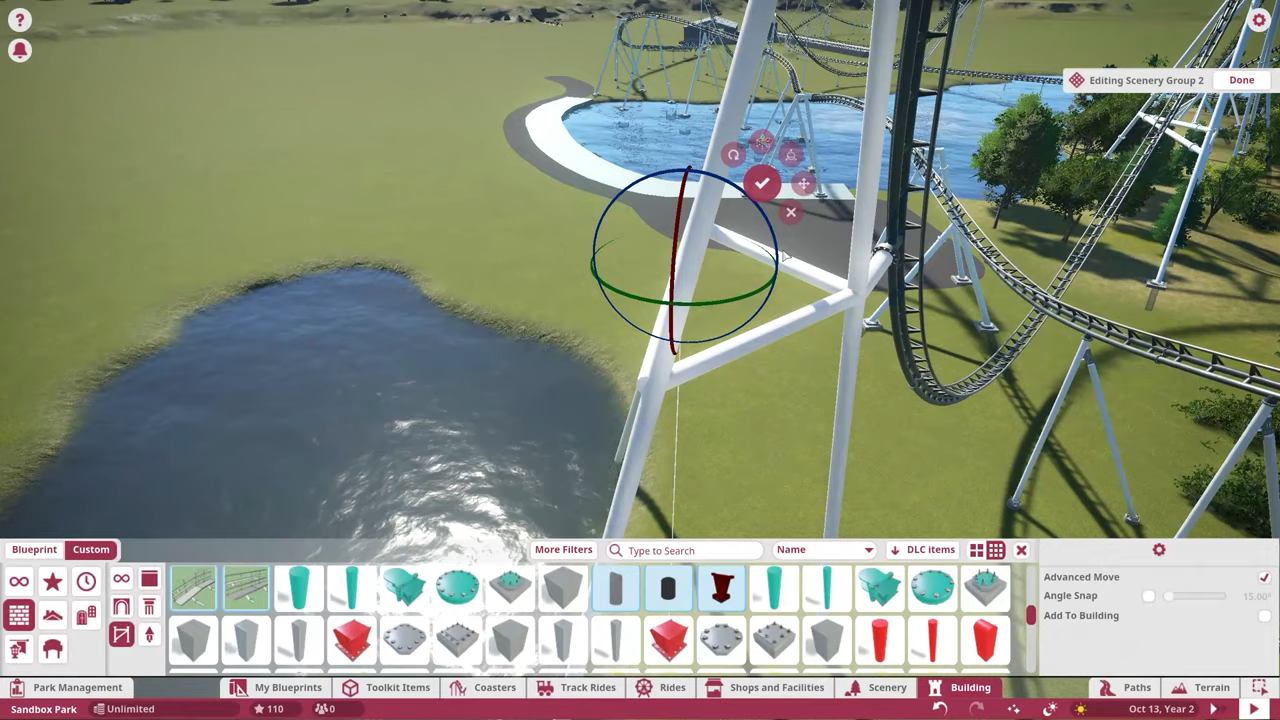 ?
Editing Scenery Group 2 Done
Blueprint Custom More Filters Type to Search Name DLC items
Advanced Move
Angle Snap 15.00°
Add To Building
Park Management My Blueprints Toolkit Items Coasters Track Rides Rides Shops and Facilities Scenery Building Paths Terrain
Sandbox Park Unlimited 110 0 Oct 13, Year 2